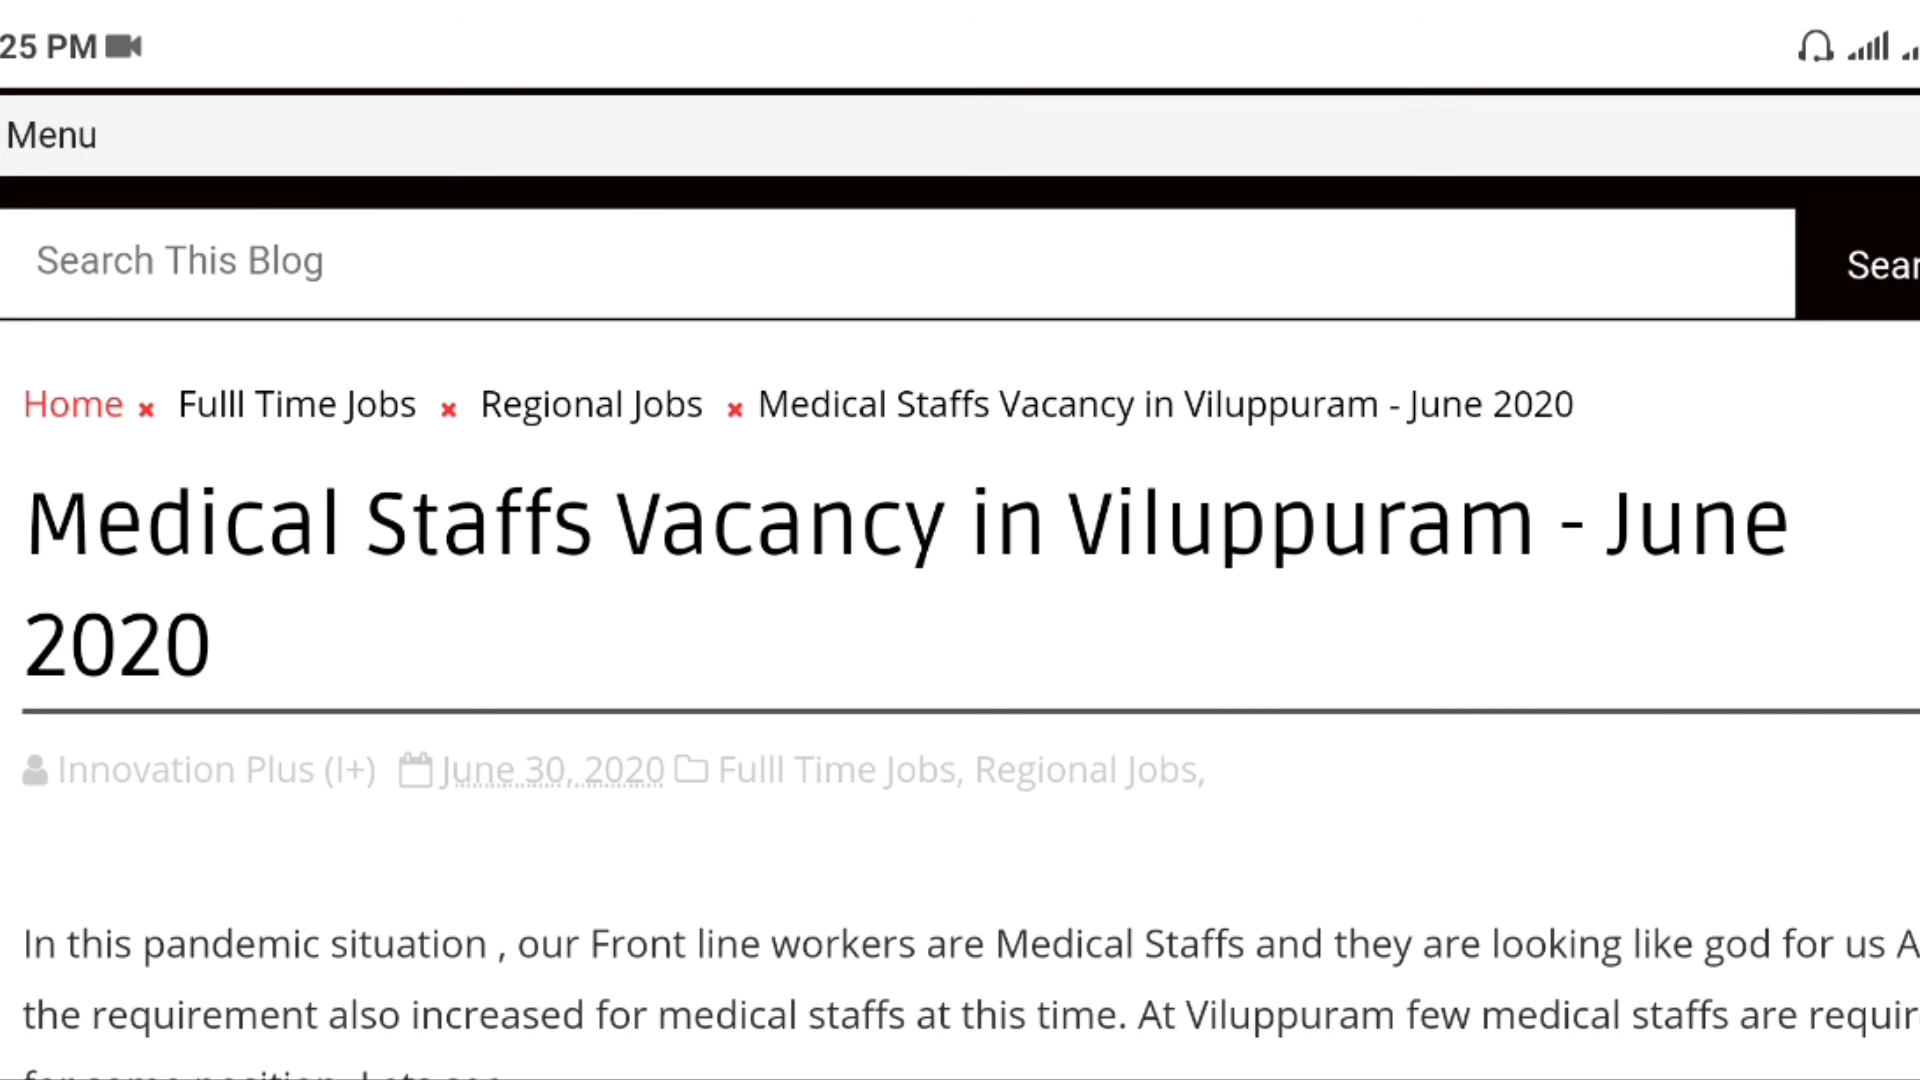 25 PM
Menu
Search This Blog
Home Fulll Time Jobs Regional Jobs Medical Staffs Vacancy in Viluppuram - June 2020
Medical Staffs Vacancy in Viluppuram - June
2020
Innovation Plus (I+) June 30, 2020 Fulll Time Jobs, Regional Jobs,
In this pandemic situation , our Front line workers are Medical Staffs and they are looking like god for us
the requirement also increased for medical staffs at this time. At Viluppuram few medical staffs are